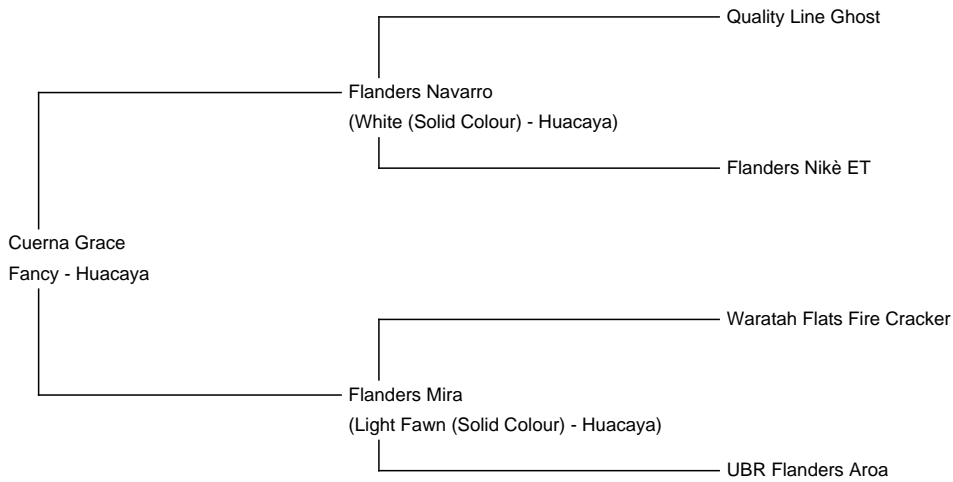 Quality Line Ghost
Flanders Navarro
(White (Solid Colour) - Huacaya)
Flanders Nikè ET
Cuerna Grace
Fancy - Huacaya
Waratah Flats Fire Cracker
Flanders Mira
(Light Fawn (Solid Colour) - Huacaya)
UBR Flanders Aroa